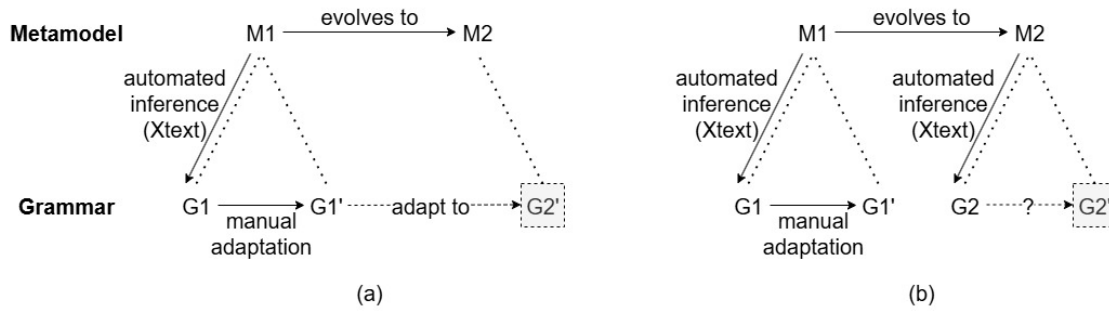 Metamodel
M1
evolves to
M2
automated
inference
(Xtext)
Grammar
G1
manual
adaptation
G1'
adapt to
G2'
(a)
M1
evolves to
M2
automated
inference
(Xtext)
automated
inference
(Xtext)
G1
manual
adaptation
G1'
G2
?
G2'
(b)